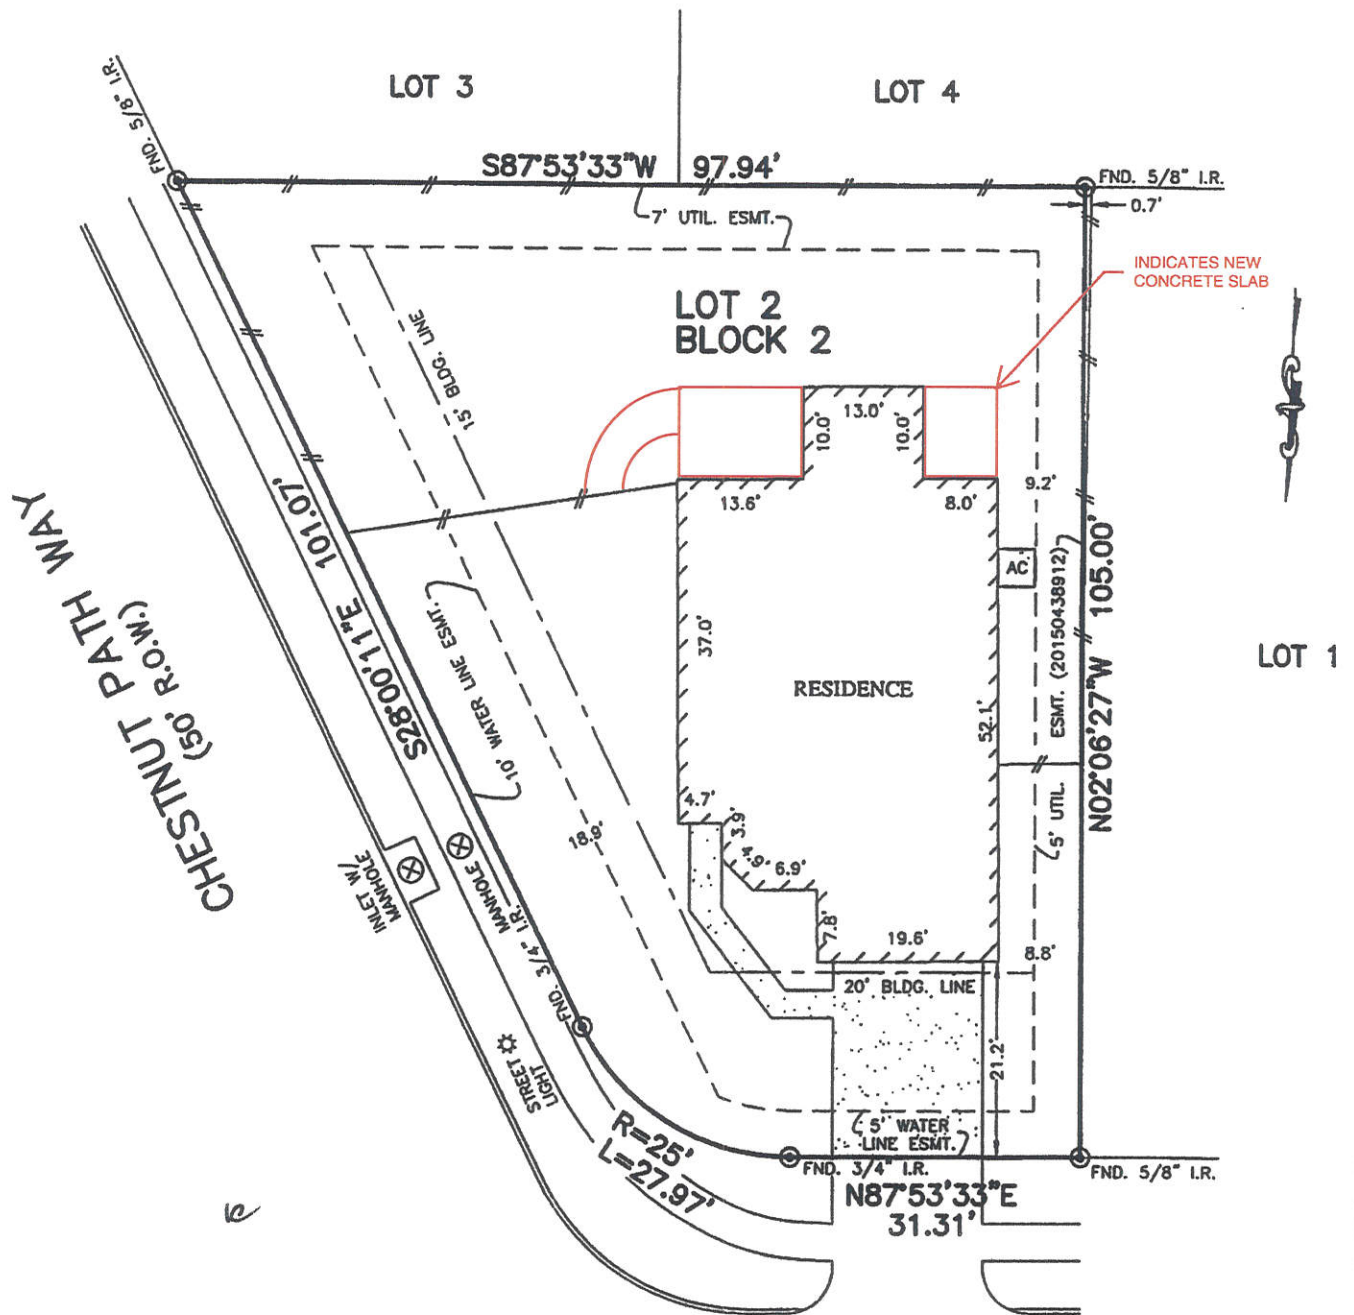 LOT 3
LOT 4
FND. 5/8" I.R.
S87°53'33"W 97.94'
FND. 5/8" I.R.
0.7'
7' UTIL. ESMT.
INDICATES NEW
CONCRETE SLAB
LOT 2
BLOCK 2
15' BLDG. LINE
13.0'
10.0'
10.0'
13.6'
8.0'
9.2'
CHESTNUT PATH WAY
(50' R.O.W.)
S28°00'11"E 101.07'
10' WATER LINE ESMT.
37.0'
AC.
RESIDENCE
52.1'
5' UTIL. ESMT. (20150438912)
N02°06'27"W 105.00'
LOT 1
4.7'
3.9'
4.9'
6.9'
7.8'
19.6'
8.8'
18.9'
INLET W/
MANHOLE
MANHOLE
FND. 3/4" I.R.
20' BLDG. LINE
21.2'
STREET
LIGHT
5' WATER
LINE ESMT.
R=25'
L=27.97'
FND. 3/4" I.R.
FND. 5/8" I.R.
N87°53'33"E
31.31'